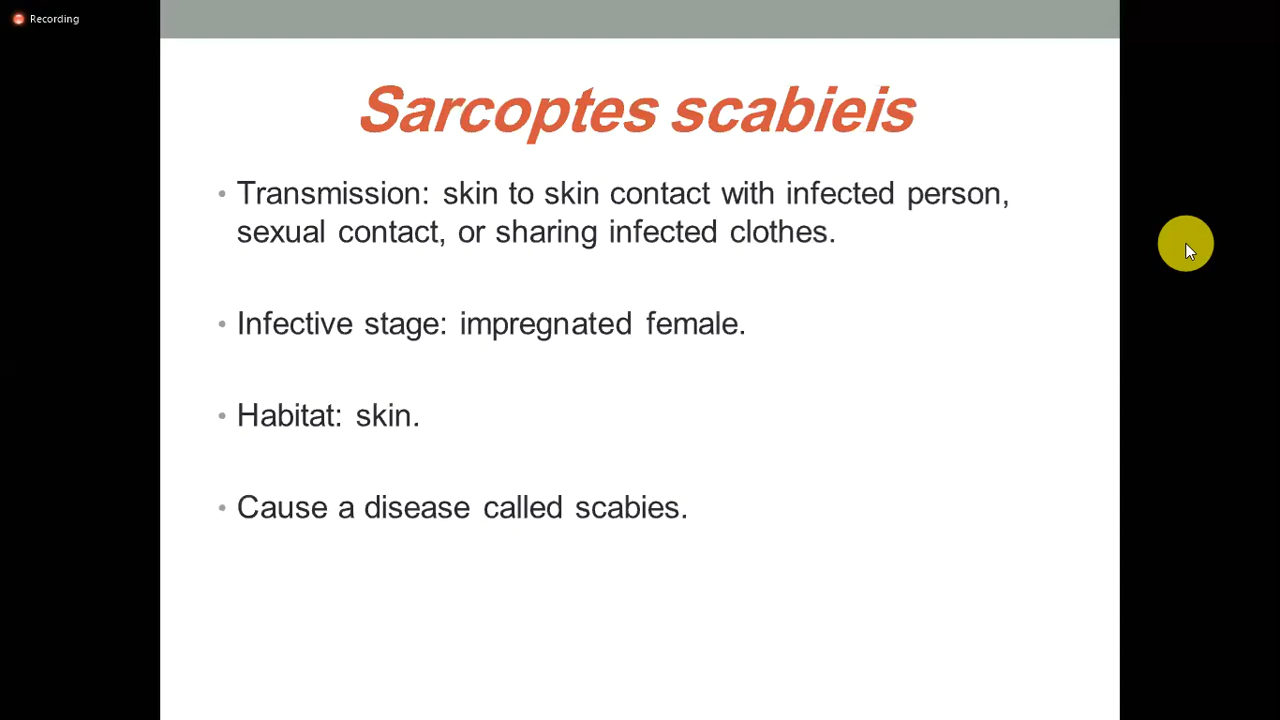 Recording
Sarcoptes scabieis
• Transmission: skin to skin contact with infected person,
sexual contact, or sharing infected clothes.
• Infective stage: impregnated female.
• Habitat: skin.
• Cause a disease called scabies.